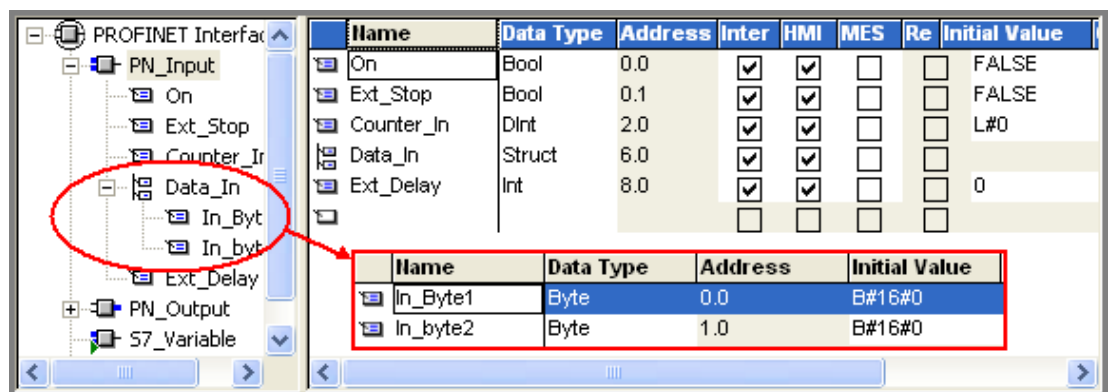 PROFINET Interfac
PN_Input
On
Ext_Stop
Counter_Ir
Data_In
In_Byt
In_byt
Ext_Delay
PN_Output
S7_Variable
Name Data Type Address Inter HMI MES Re Initial Value
On Bool 0.0 FALSE
Ext_Stop Bool 0.1 FALSE
Counter_In DInt 2.0 L#0
Data_In Struct 6.0
Ext_Delay Int 8.0 0
Name Data Type Address Initial Value
In_Byte1 Byte 0.0 B#16#0
In_byte2 Byte 1.0 B#16#0